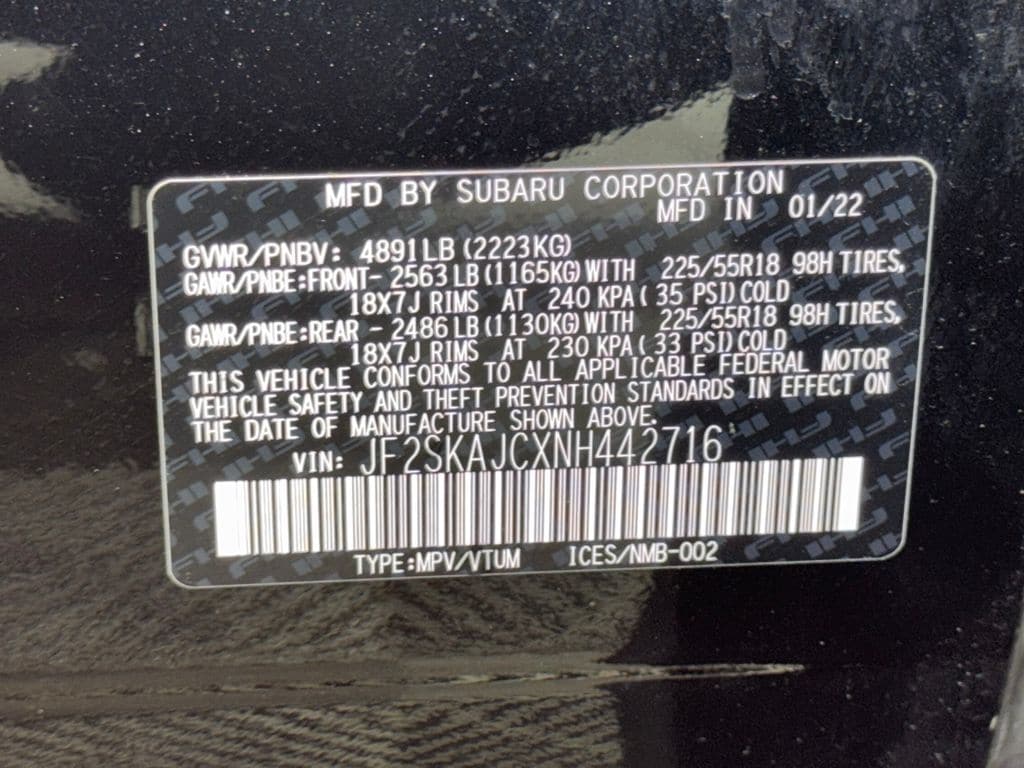 MFD BY SUBARU CORPORATION
MFD IN 01/22
GVWR/PNBV: 4891LB (2223KG)
GAWR/PNBE:FRONT- 2563 LB (1165KG) WITH 225/55R18 98H TIRES,
18X7J RIMS AT 240 KPA ( 35 PSI) COLD
GAWR/PNBE:REAR - 2486 LB (1130KG) WITH 225/55R18 98H TIRES,
18X7J RIMS AT 230 KPA ( 33 PSI) COLD
THIS VEHICLE CONFORMS TO ALL APPLICABLE FEDERAL MOTOR
VEHICLE SAFETY AND THEFT PREVENTION STANDARDS IN EFFECT ON
THE DATE OF MANUFACTURE SHOWN ABOVE.
VIN: JF2SKAJCXNH442716
TYPE:MPV/VTUM ICES/NMB-002